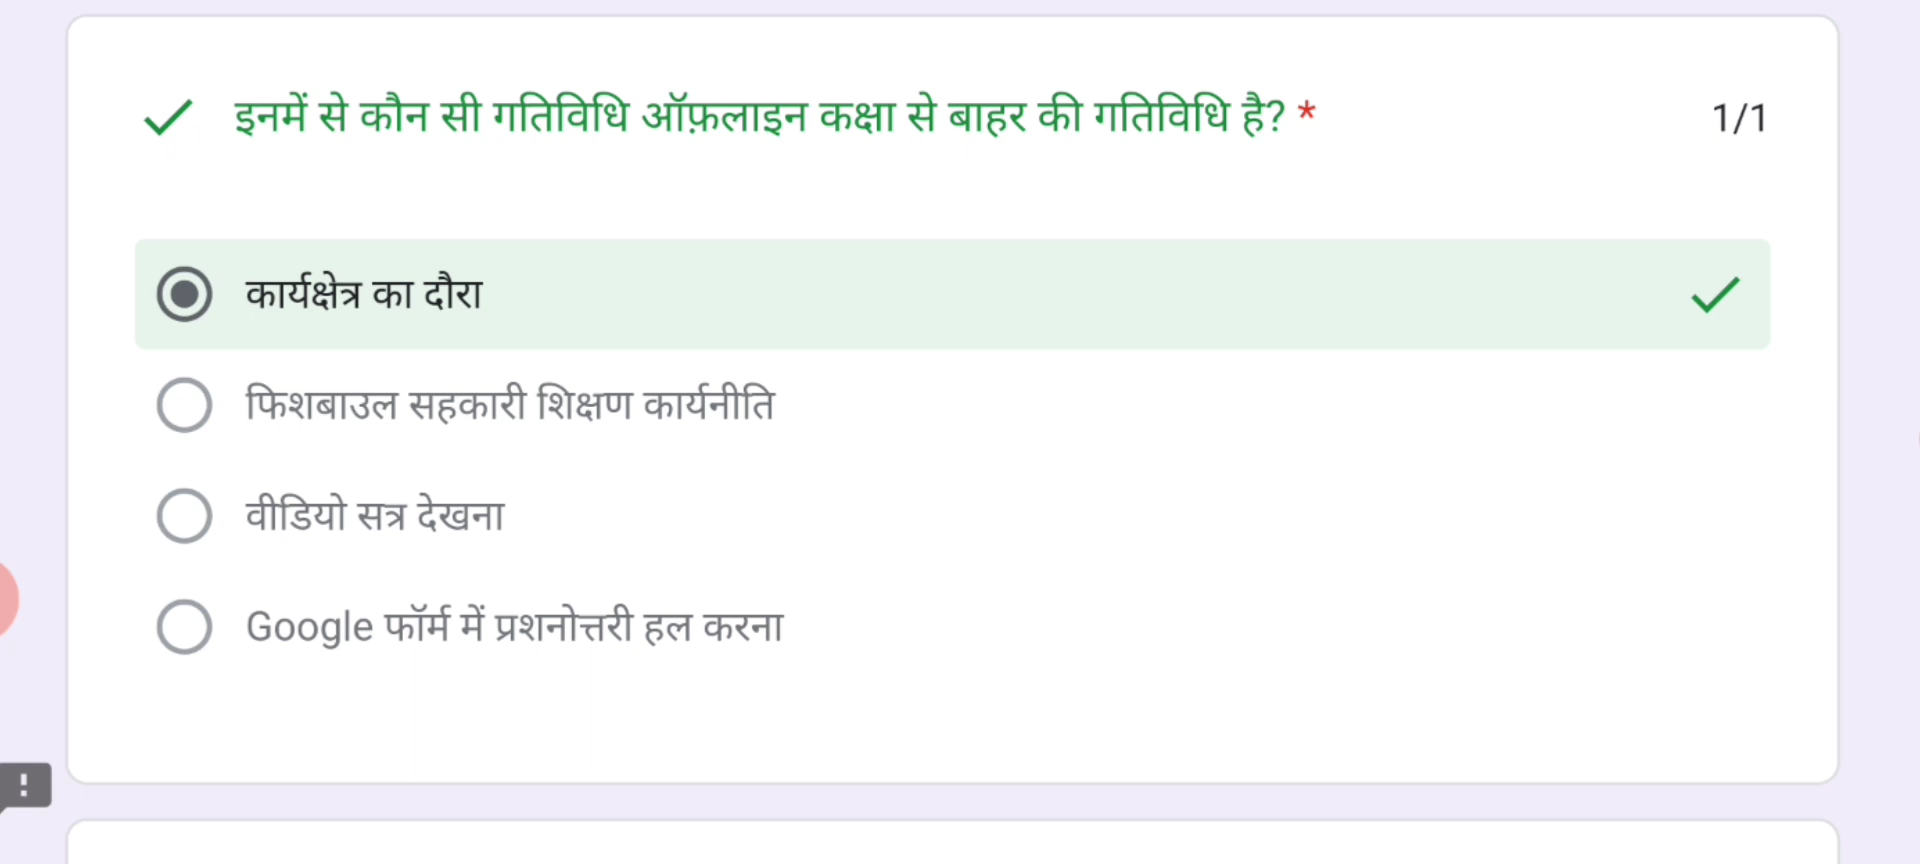 इनमें से कौन सी गतिविधि ऑफ़लाइन कक्षा से बाहर की गतिविधि है? *
1/1
कार्यक्षेत्र का दौरा
फिशबाउल सहकारी शिक्षण कार्यनीति
वीडियो सत्र देखना
Google फॉर्म में प्रशनोत्तरी हल करना